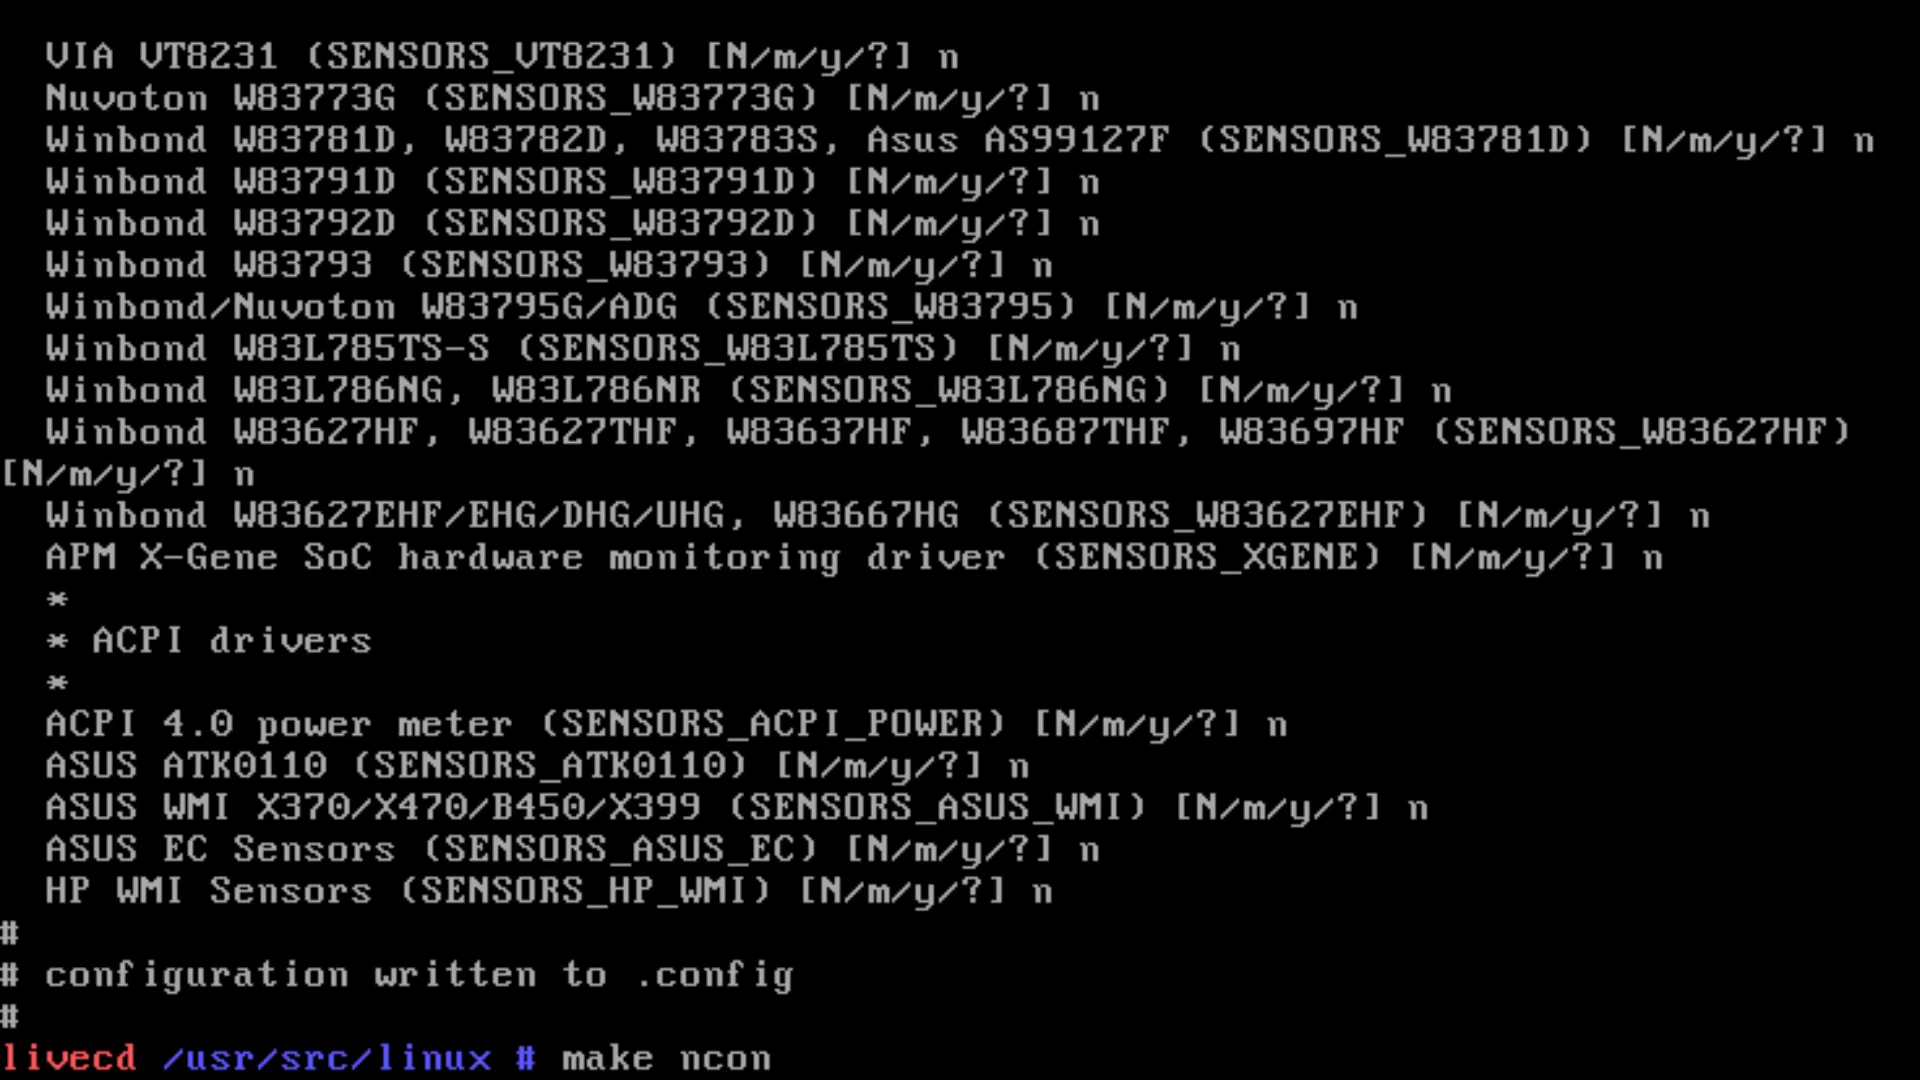 VIA VT8231 (SENSORS_VT8231) [N/m/y/?] n
Nuvoton W83773G (SENSORS_W83773G) [N/m/y/?] n
Winbond W83781D, W83782D, W83783S, Asus AS99127F (SENSORS_W83781D) [N/m/y/?] n
Winbond W83791D (SENSORS_W83791D) [N/m/y/?] n
Winbond W83792D (SENSORS_W83792D) [N/m/y/?] n
Winbond W83793 (SENSORS_W83793) [N/m/y/?] n
Winbond/Nuvoton W83795G/ADG (SENSORS_W83795) [N/m/y/?] n
Winbond W83L785TS-S (SENSORS_W83L785TS) [N/m/y/?] n
Winbond W83L786NG, W83L786NR (SENSORS_W83L786NG) [N/m/y/?] n
Winbond W83627HF, W83627THF, W83637HF, W83687THF, W83697HF (SENSORS_W83627HF)
[N/m/y/?] n
Winbond W83627EHF/EHG/DHG/UHG, W83667HG (SENSORS_W83627EHF) [N/m/y/?] n
APM X-Gene SoC hardware monitoring driver (SENSORS_XGENE) [N/m/y/?] n
*
* ACPI drivers
*
ACPI 4.0 power meter (SENSORS_ACPI_POWER) [N/m/y/?] n
ASUS ATK0110 (SENSORS_ATK0110) [N/m/y/?] n
ASUS WMI X370/X470/B450/X399 (SENSORS_ASUS_WMI) [N/m/y/?] n
ASUS EC Sensors (SENSORS_ASUS_EC) [N/m/y/?] n
HP WMI Sensors (SENSORS_HP_WMI) [N/m/y/?] n
#
# configuration written to .config
#
livecd /usr/src/linux # make ncon